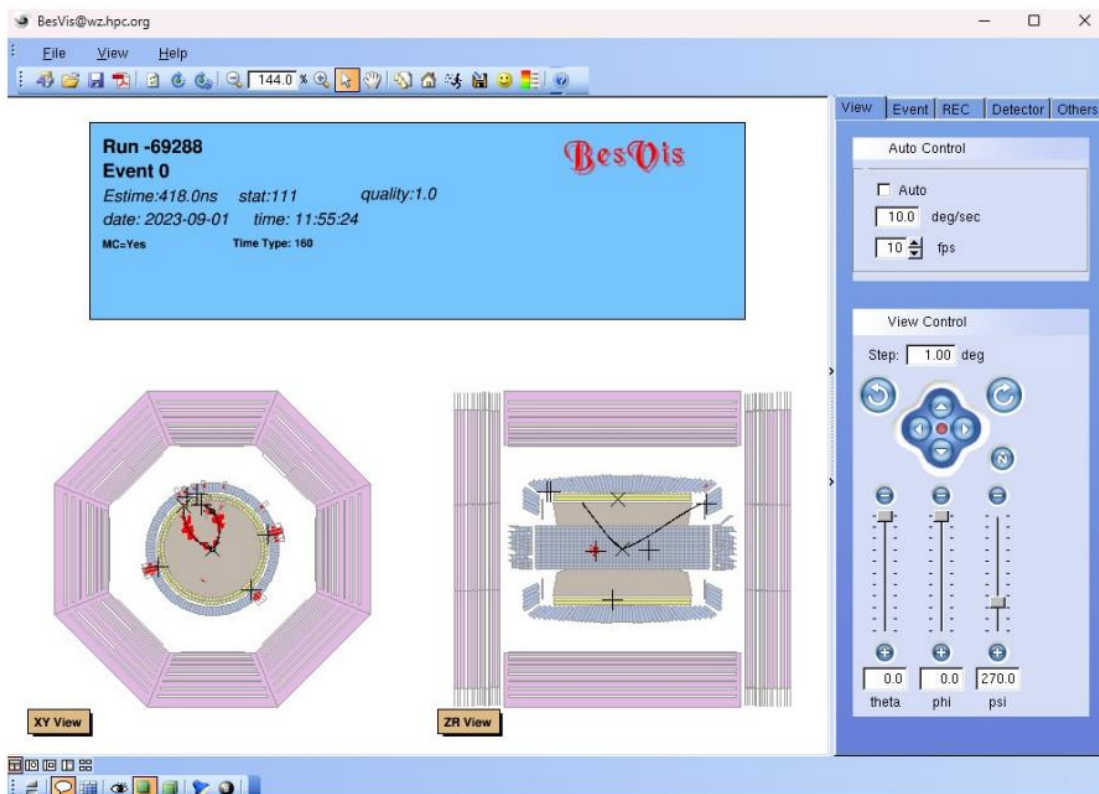 BesVis@wz.hpc.org
File View Help
144.0 %
Run -69288
Event 0
Estime:418.0ns stat:111 quality:1.0
date: 2023-09-01 time: 11:55:24
MC=Yes Time Type: 160
BesVis
XY View
ZR View
View Event REC Detector Others
Auto Control
Auto
10.0 deg/sec
10 fps
View Control
Step: 1.00 deg
N
0.0 0.0 270.0
theta phi psi